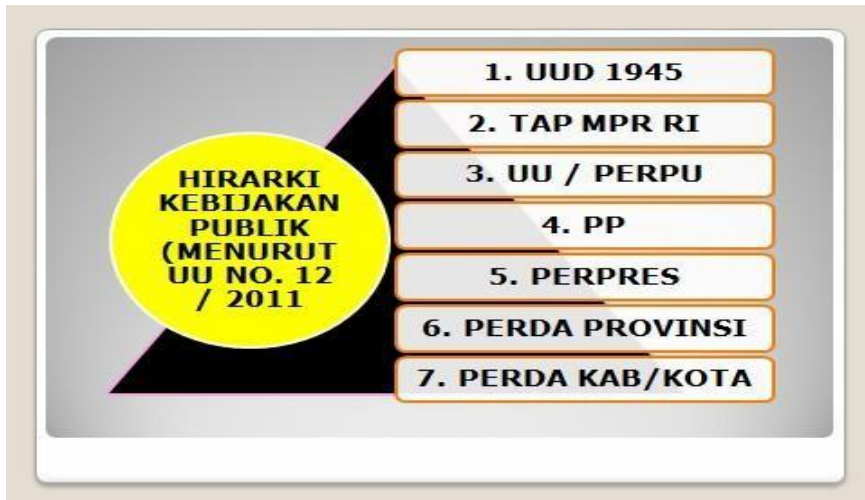 HIRARKI
KEBIJAKAN
PUBLIK
(MENURUT
UU NO. 12
/ 2011
1. UUD 1945
2. TAP MPR RI
3. UU / PERPU
4. PP
5. PERPRES
6. PERDA PROVINSI
7. PERDA KAB/KOTA